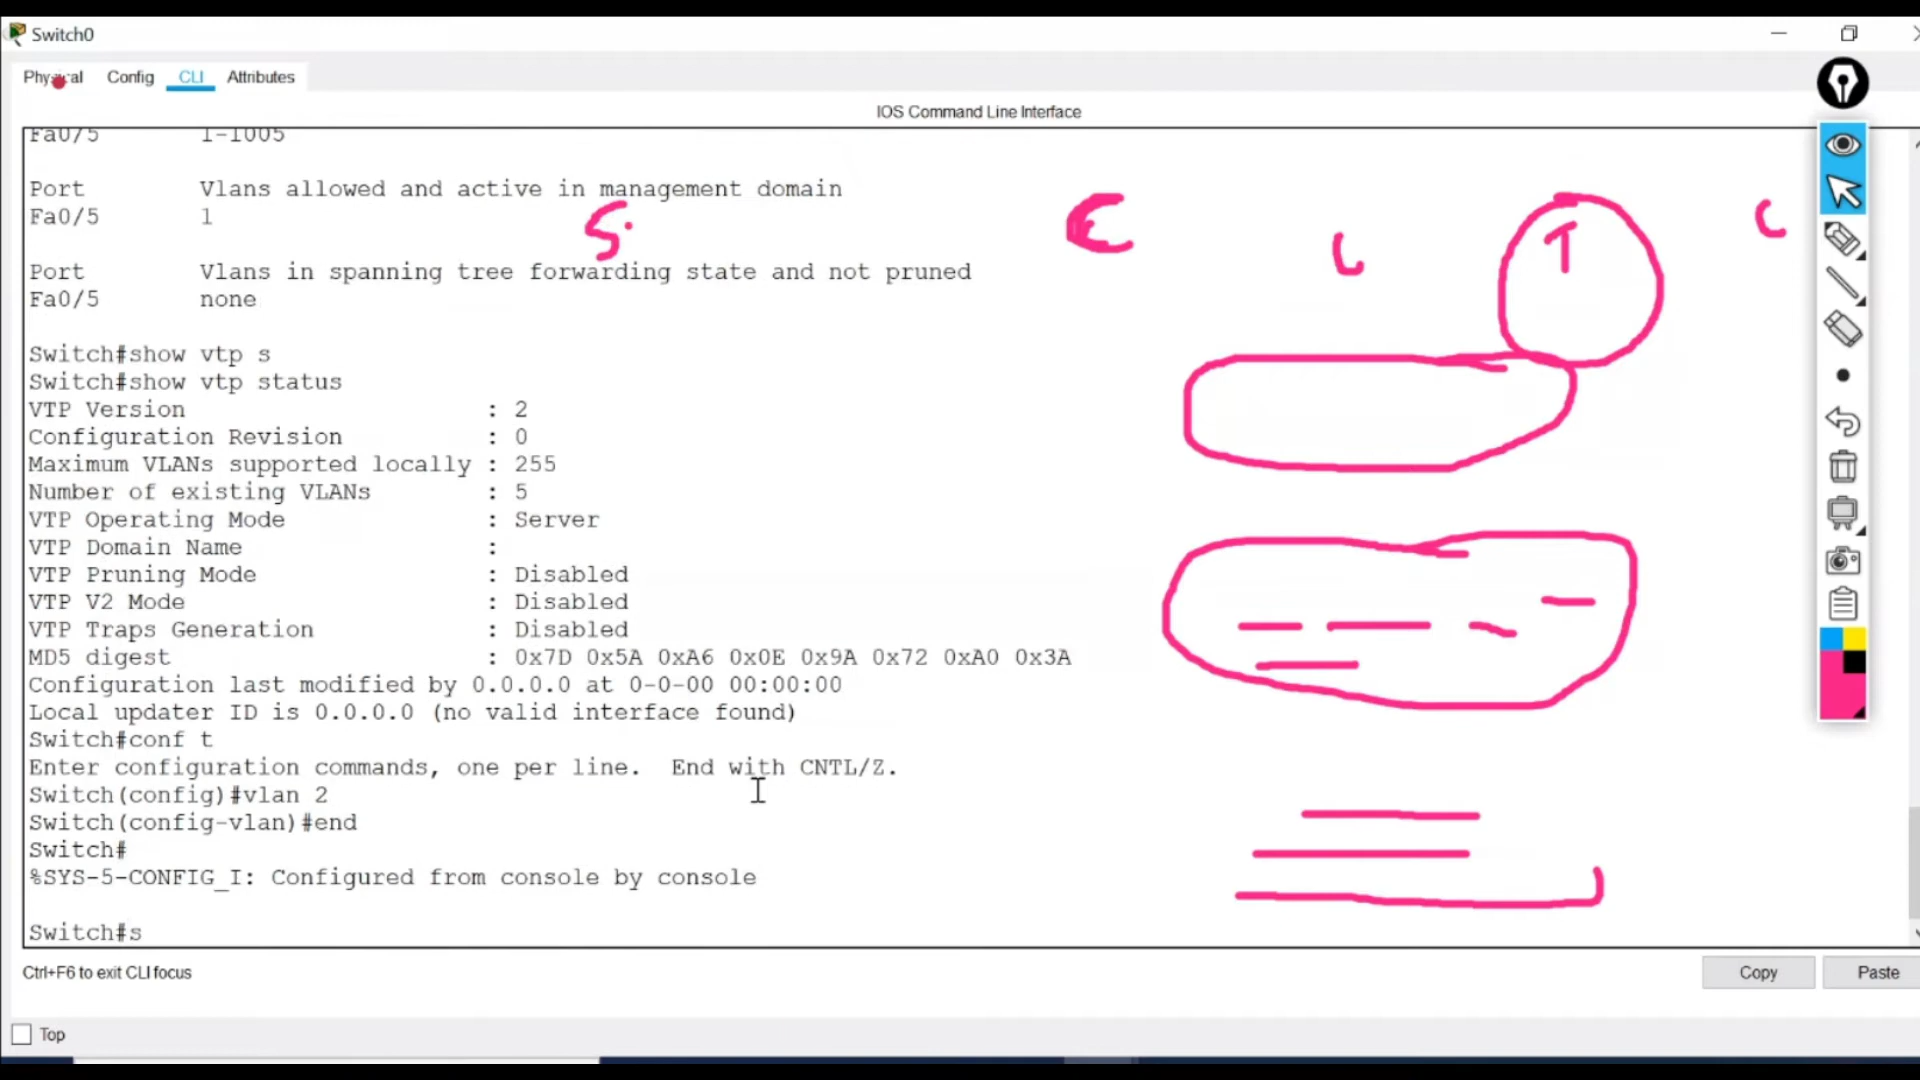 Switch0
Physical Config CLI Attributes
IOS Command Line Interface
Fa0/5 1-1005
Port Vlans allowed and active in management domain
Fa0/5 1
S C L T C
Port Vlans in spanning tree forwarding state and not pruned
Fa0/5 none
Switch#show vtp s
Switch#show vtp status
VTP Version : 2
Configuration Revision : 0
Maximum VLANs supported locally : 255
Number of existing VLANs : 5
VTP Operating Mode : Server
VTP Domain Name :
VTP Pruning Mode : Disabled
VTP V2 Mode : Disabled
VTP Traps Generation : Disabled
MD5 digest : 0x7D 0x5A 0xA6 0x0E 0x9A 0x72 0xA0 0x3A
Configuration last modified by 0.0.0.0 at 0-0-00 00:00:00
Local updater ID is 0.0.0.0 (no valid interface found)
Switch#conf t
Enter configuration commands, one per line. End with CNTL/Z.
Switch(config)#vlan 2
Switch(config-vlan)#end
Switch#
%SYS-5-CONFIG_I: Configured from console by console
Switch#s
Ctrl+F6 to exit CLI focus
Copy Paste
Top